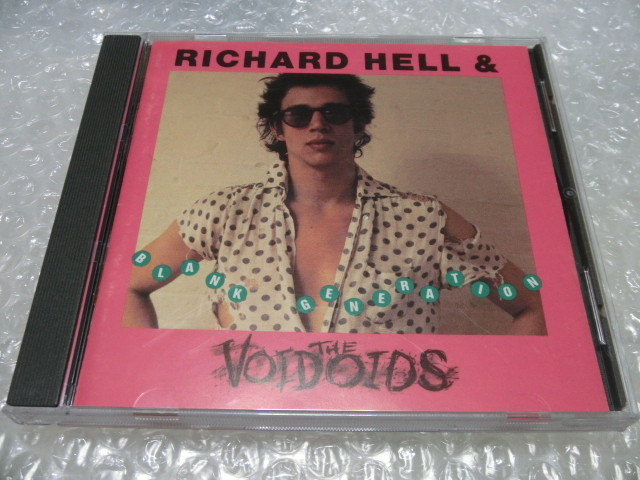 RICHARD HELL &
BLANK GENERATION
THE
VOIDOIDS